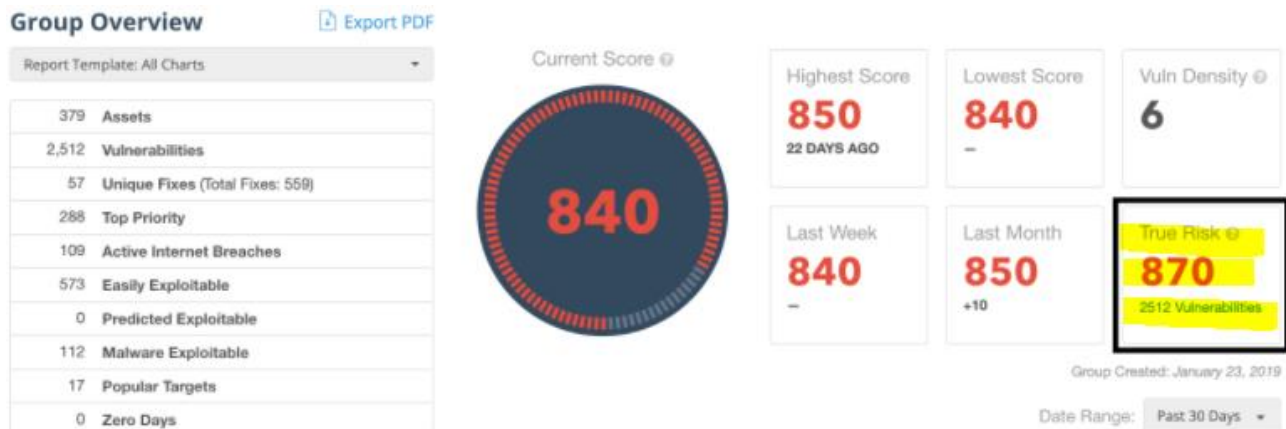 Group Overview
Export PDF
Report Template: All Charts
379 Assets
2,512 Vulnerabilities
57 Unique Fixes (Total Fixes: 559)
288 Top Priority
109 Active Internet Breaches
573 Easily Exploitable
0 Predicted Exploitable
112 Malware Exploitable
17 Popular Targets
0 Zero Days
Current Score
840
Highest Score
850
22 DAYS AGO
Lowest Score
840
–
Vuln Density
6
Last Week
840
–
Last Month
850
+10
True Risk
870
2512 Vulnerabilities
Group Created: January 23, 2019
Date Range: Past 30 Days